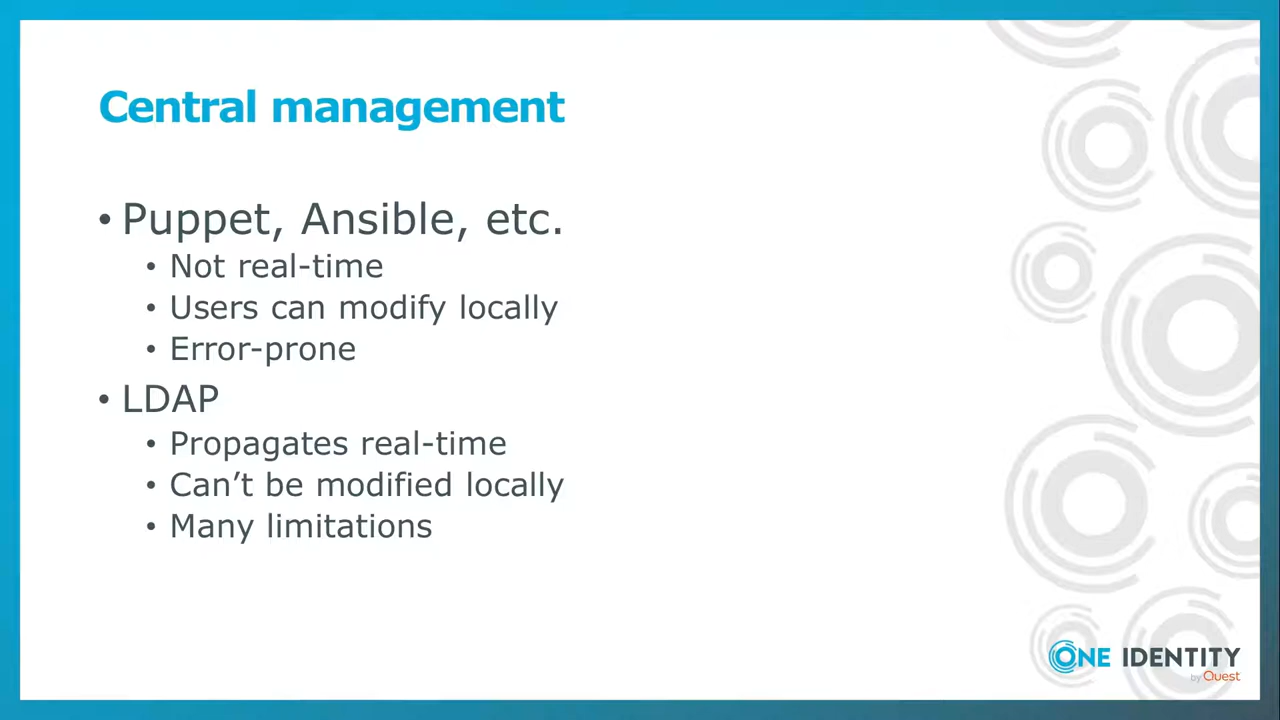 Central management
• Puppet, Ansible, etc.
• Not real-time
• Users can modify locally
• Error-prone
• LDAP
• Propagates real-time
• Can’t be modified locally
• Many limitations
ONE IDENTITY
by Quest